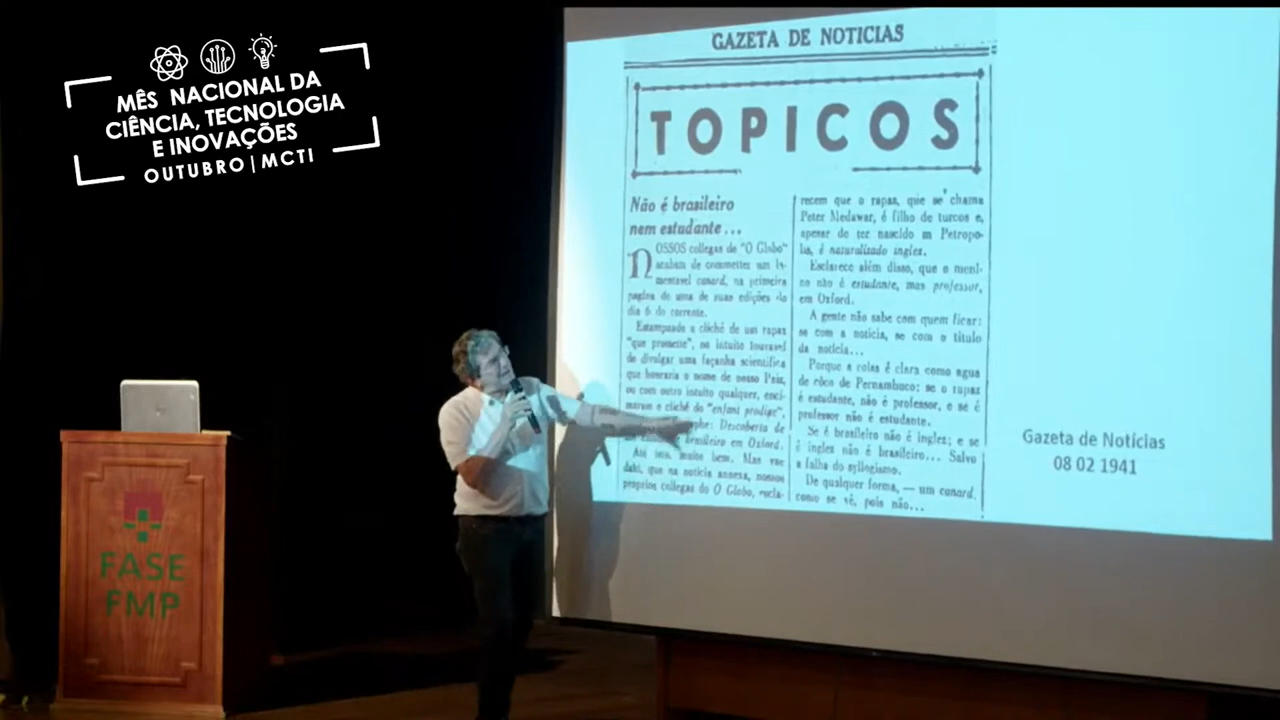 MÊS NACIONAL DA
CIÊNCIA, TECNOLOGIA
E INOVAÇÕES
OUTUBRO | MCTI
GAZETA DE NOTICIAS
TOPICOS
Não é brasileiro
nem estudante...
NOSSOS collegas de "O Globo"
acabam de commetter um la-
mentavel canard, na primeira
pagina de uma de suas edições do
dia 6 do corrente.
Estampando o cliché de um rapaz
"que promette", no intuito louvavel
de divulgar uma façanha scientifica
que honraria o nome de nosso Paiz,
ou com outro intuito qualquer, enci-
maram o cliché do "enfant prodige",
Descoberta de
brasileiro em Oxford.
Até ieis, muito bem. Mas vae
dahi, que na noticia annexa, nossos
proprios collegas do O Globo, escla-
recem que o rapaz, que se chama
Peter Medawar, é filho de turcos e,
apesar de ter nascido m Petropo-
lis, é naturalizado ingles.
Esclarece além disso, que o meni-
no não é estudante, mas professor,
em Oxford.
A gente não sabe com quem ficar:
se com a noticia, se com o titulo
da noticia...
Porque a coisa é clara como agua
de côco de Pernambuco: se o rapaz
é estudante, não é professor, e se é
professor não é estudante.
Se é brasileiro não é ingles; e se
é ingles não é brasileiro... Salvo
a falha do syllogismo.
De qualquer forma, — um canard,
como se vê, pois não...
Gazeta de Notícias
08 02 1941
FASE
FMP